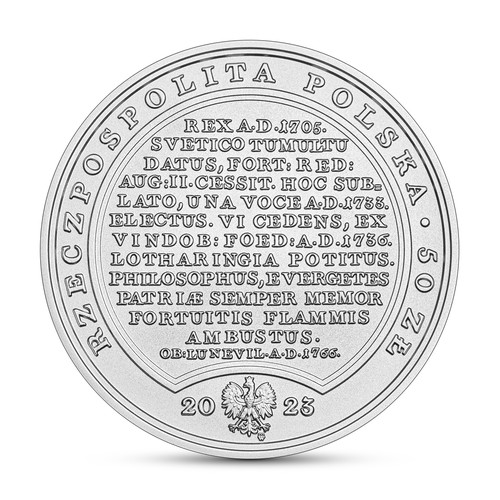 RZECZPOSPOLITA POLSKA · 50 ZŁ
REX A.D. 1705.
SVETICO TUMULTU
DATUS, FORT: RED:
AUG: II. CESSIT. HOC SUB=
LATO, UNA VOCE A.D. 1733.
ELECTUS. VI CEDENS, EX
VINDOB: FOED: A.D. 1736.
LOTHARINGIA POTITUS.
PHILOSOPHUS, EVERGETES
PATRIÆ SEMPER MEMOR
FORTUITIS FLAMMIS
AMBUSTUS.
OB: LUNEVIL. A.D. 1766.
20 23